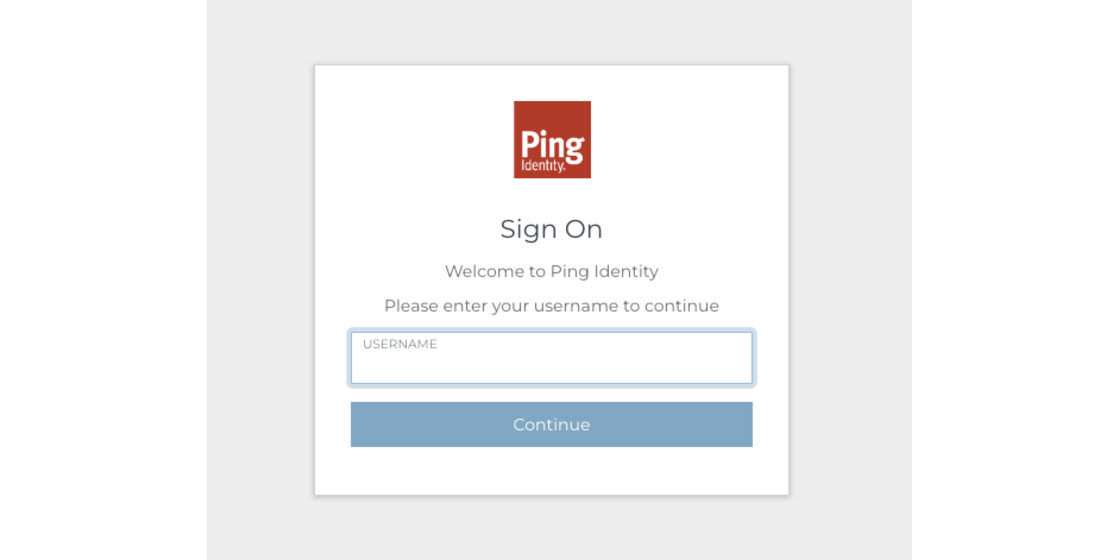 Ping
Identity.
Sign On
Welcome to Ping Identity
Please enter your username to continue
USERNAME
Continue